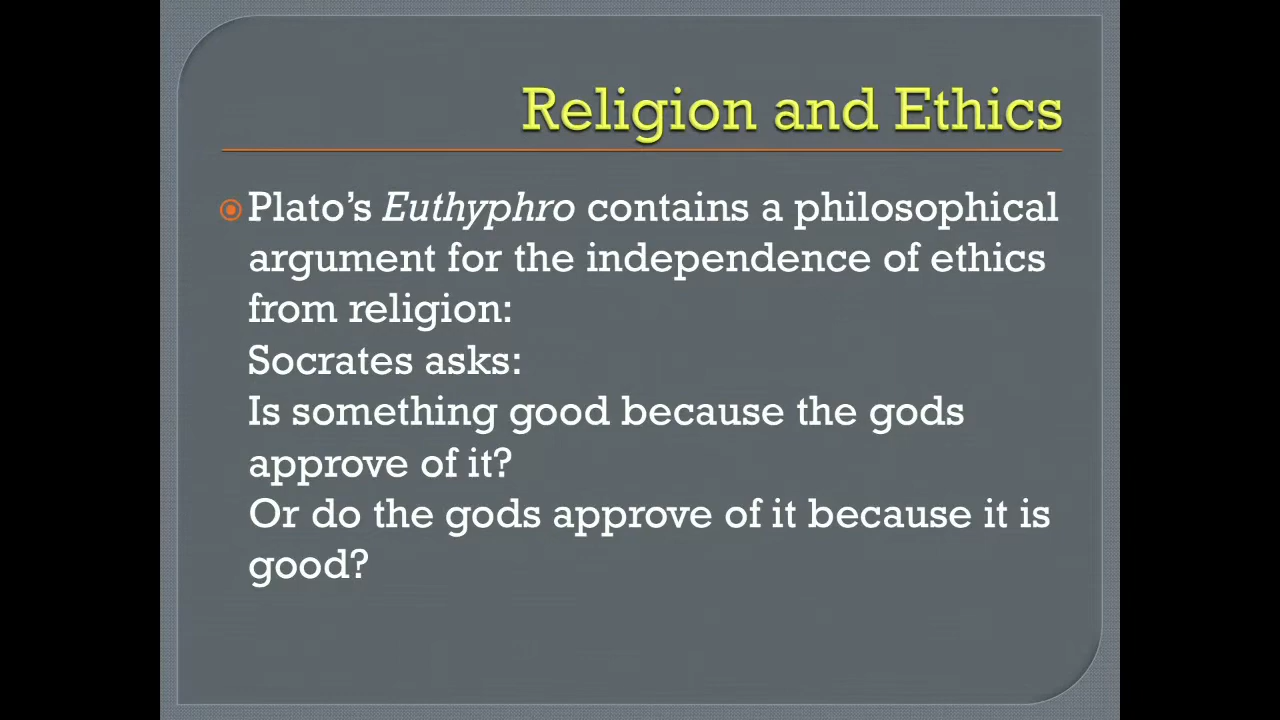 Religion and Ethics
Plato’s Euthyphro contains a philosophical
argument for the independence of ethics
from religion:
Socrates asks:
Is something good because the gods
approve of it?
Or do the gods approve of it because it is
good?